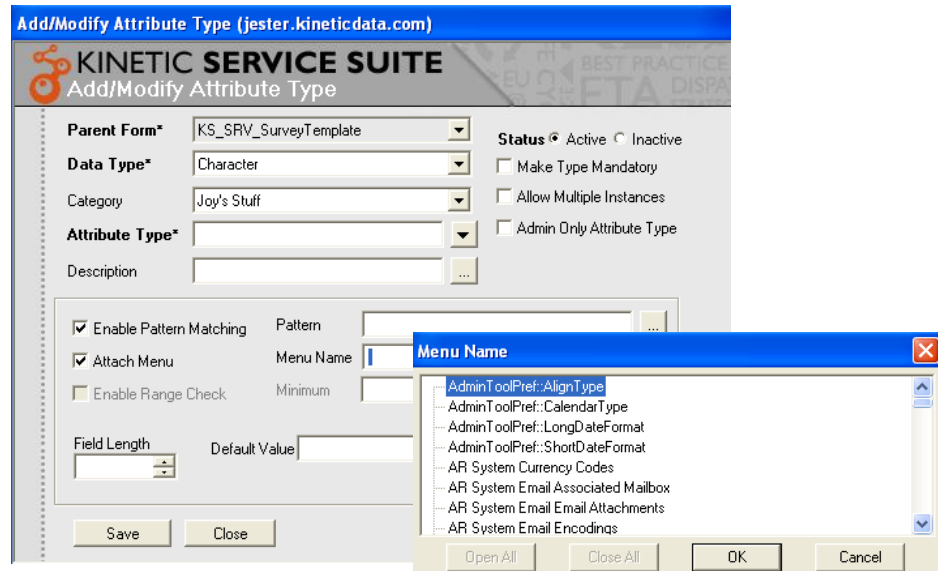 Add/Modify Attribute Type (jester.kineticdata.com)
KINETIC SERVICE SUITE
BEST PRACTICE
Add/Modify Attribute Type
EU
ETA
Parent Form*
KS_SRV_SurveyTemplate
Status
Active
Inactive
Data Type*
Character
Make Type Mandatory
Category
Joy's Stuff
Allow Multiple Instances
Attribute Type*
Admin Only Attribute Type
Description
...
Enable Pattern Matching
Pattern
...
Attach Menu
Menu Name
Enable Range Check
Minimum
Field Length
Default Value
Save
Close
Menu Name
AdminToolPref::AlignType
AdminToolPref::CalendarType
AdminToolPref::LongDateFormat
AdminToolPref::ShortDateFormat
AR System Currency Codes
AR System Email Associated Mailbox
AR System Email Email Attachments
AR System Email Encodings
Open All
Close All
OK
Cancel